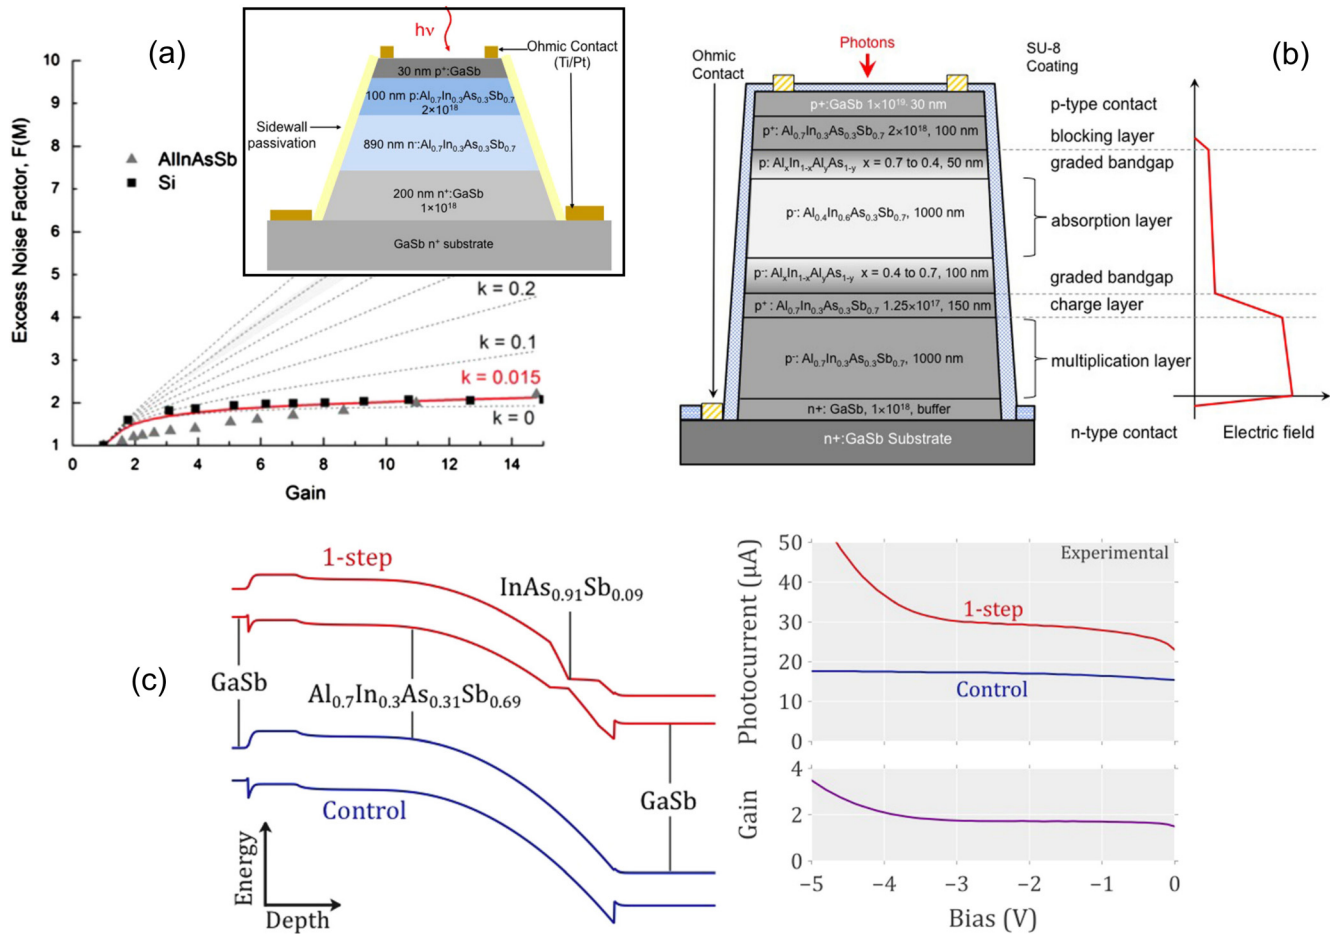 (a)
Excess Noise Factor, F(M)
10
9
8
7
6
5
4
3
2
1
0
2
4
6
8
10
12
14
Gain
AlInAsSb
Si
k = 0.2
k = 0.1
k = 0.015
k = 0
hν
Ohmic Contact
(Ti/Pt)
30 nm p⁺:GaSb
100 nm p:Al₀.₇In₀.₃As₀.₃Sb₀.₇
2×10¹⁸
Sidewall
passivation
890 nm n⁻:Al₀.₇In₀.₃As₀.₃Sb₀.₇
200 nm n⁺:GaSb
1×10¹⁸
GaSb n⁺ substrate
(b)
Photons
Ohmic
Contact
SU-8
Coating
p+:GaSb 1×10¹⁹, 30 nm
p⁺: Al₀.₇In₀.₃As₀.₃Sb₀.₇ 2×10¹⁸, 100 nm
p: AlₓIn₁₋ₓAlyAs₁₋y x = 0.7 to 0.4, 50 nm
p⁻: Al₀.₄In₀.₆As₀.₃Sb₀.₇, 1000 nm
p⁻: AlₓIn₁₋ₓAlyAs₁₋y x = 0.4 to 0.7, 100 nm
p⁺: Al₀.₇In₀.₃As₀.₃Sb₀.₇ 1.25×10¹⁷, 150 nm
p⁻: Al₀.₇In₀.₃As₀.₃Sb₀.₇, 1000 nm
n+: GaSb, 1×10¹⁸, buffer
n+:GaSb Substrate
p-type contact
blocking layer
graded bandgap
absorption layer
graded bandgap
charge layer
multiplication layer
n-type contact
Electric field
(c)
1-step
InAs₀.₉₁Sb₀.₀₉
GaSb
Al₀.₇In₀.₃As₀.₃₁Sb₀.₆₉
Control
GaSb
Energy
Depth
Photocurrent (μA)
50
40
30
20
10
0
Experimental
1-step
Control
Gain
4
2
0
−5
−4
−3
−2
−1
0
Bias (V)